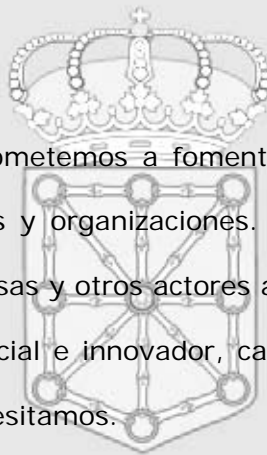 ometemos a foment
s y organizaciones.
sas y otros actores a
cial e innovador, ca
esitamos.